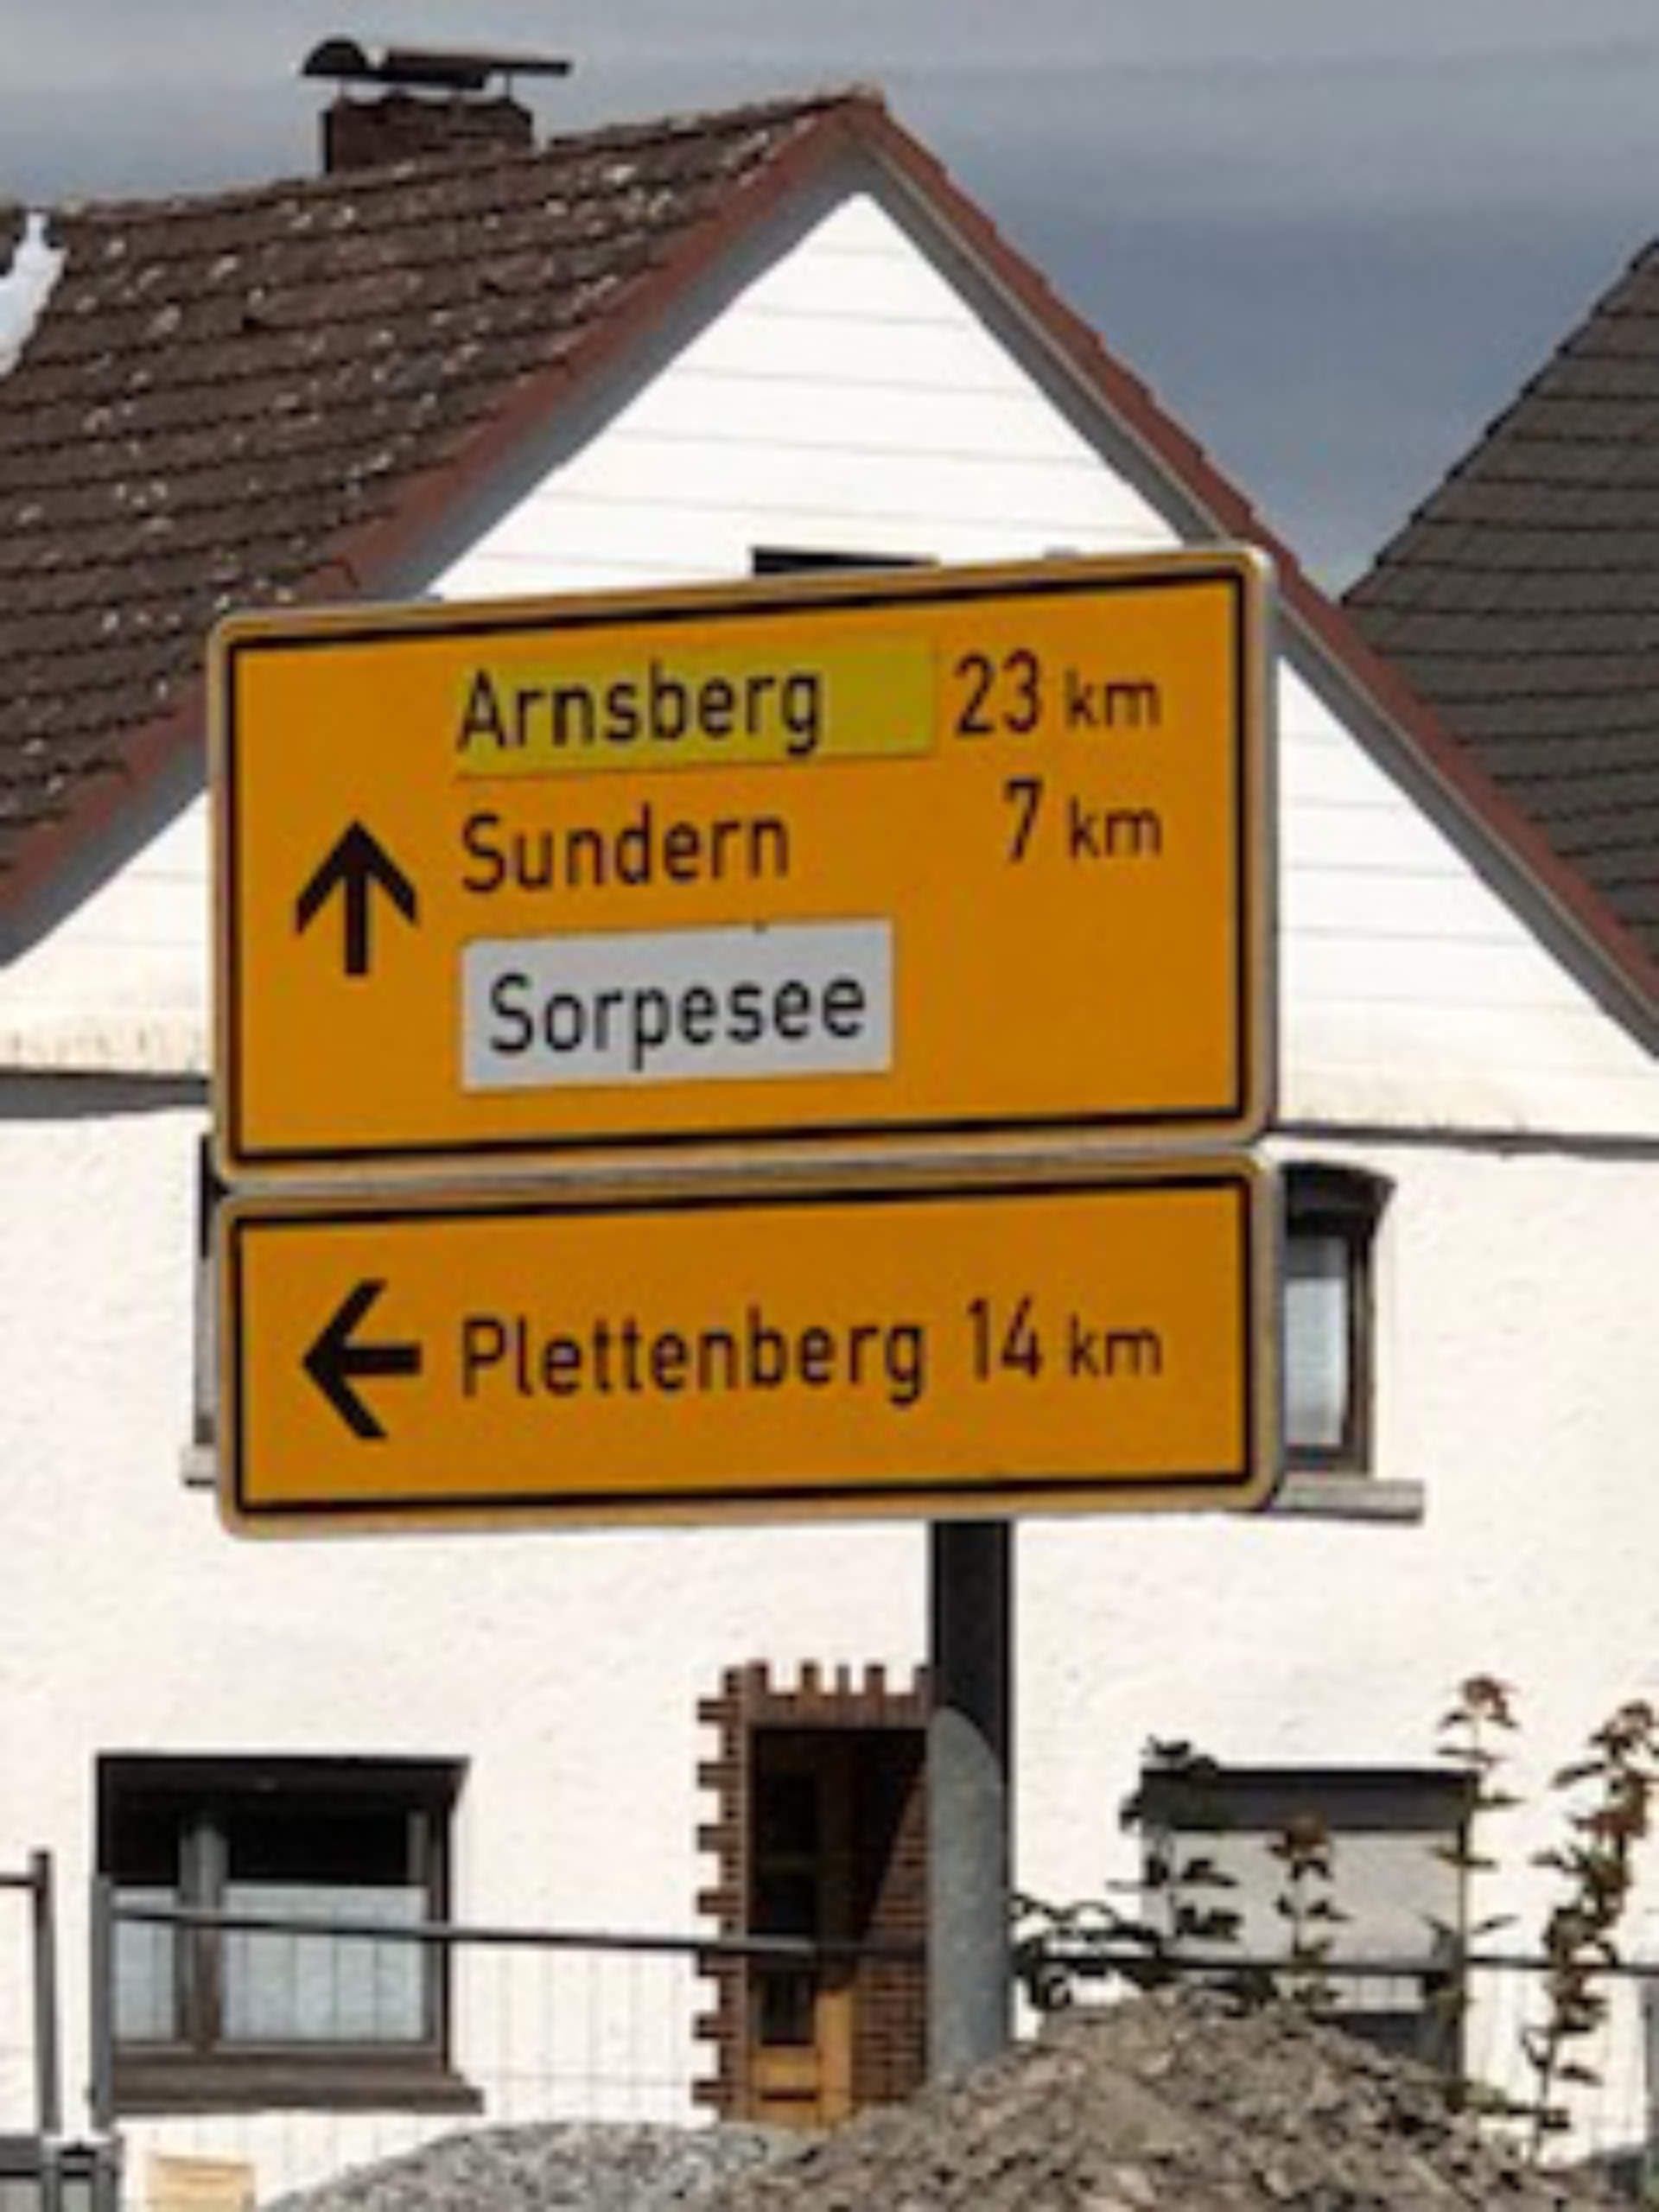 Arnsberg 23 km
Sundern 7 km
Sorpesee
Plettenberg 14 km